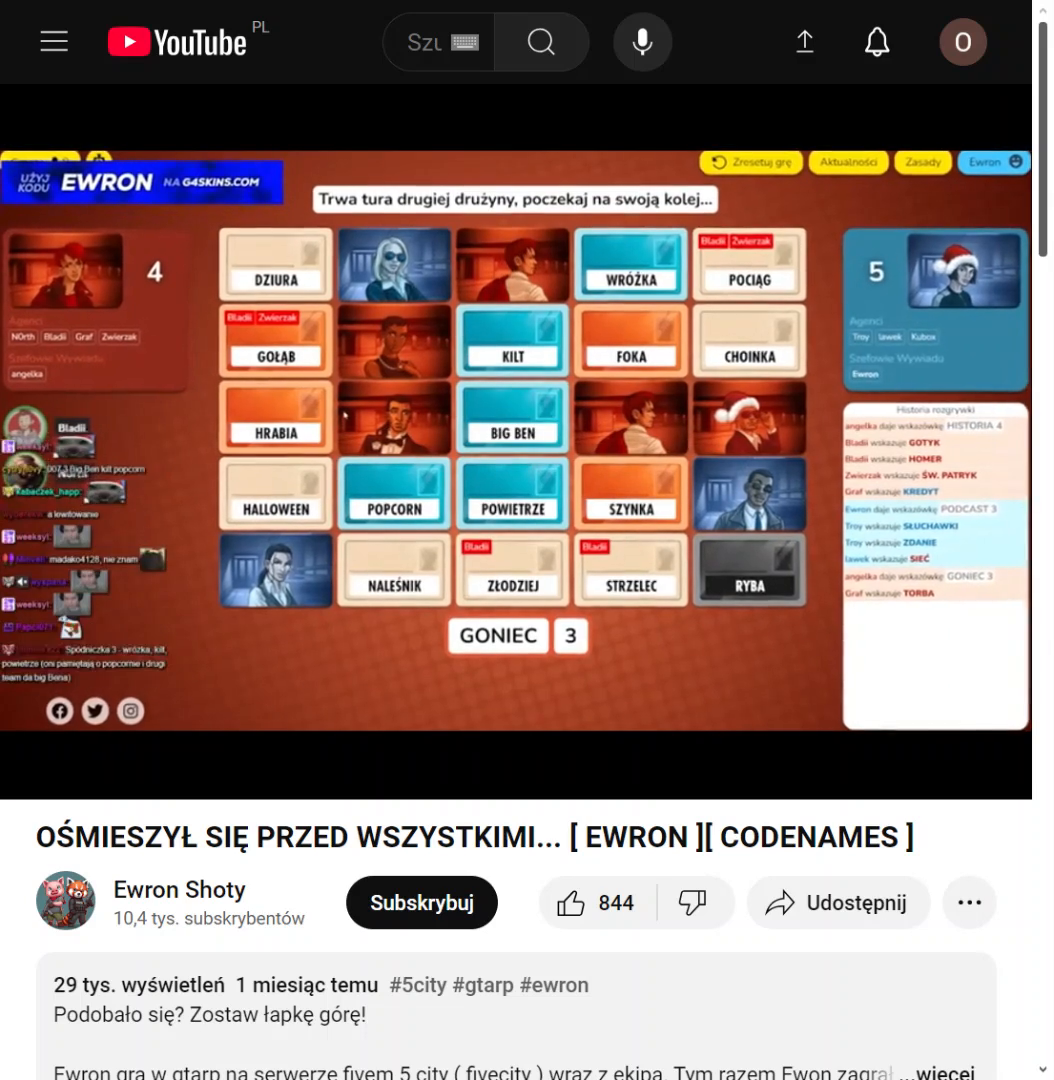 YouTube PL
Szu
O
UŻYJ KODU EWRON NA G4SKINS.COM
Zresetuj grę
Aktualności
Zasady
Ewron
Trwa tura drugiej drużyny, poczekaj na swoją kolej...
4
Agenci
N0rth Bladii Graf Zwierzak
Szefowie Wywiadu
angelka
DZIURA
WRÓŻKA
Bladii Zwierzak
POCIĄG
Bladii Zwierzak
GOŁĄB
KILT
FOKA
CHOINKA
HRABIA
BIG BEN
HALLOWEEN
POPCORN
POWIETRZE
SZYNKA
NALEŚNIK
Bladii
ZŁODZIEJ
Bladii
STRZELEC
RYBA
GONIEC 3
5
Agenci
Troy lawek Kubox
Szefowie Wywiadu
Ewron
Historia rozgrywki
angelka daje wskazówkę HISTORIA 4
Bladii wskazuje GOTYK
Bladii wskazuje HOMER
Zwierzak wskazuje ŚW. PATRYK
Graf wskazuje KREDYT
Ewron daje wskazówkę PODCAST 3
Troy wskazuje SŁUCHAWKI
Troy wskazuje ZDANIE
lawek wskazuje SIEĆ
angelka daje wskazówkę GONIEC 3
Graf wskazuje TORBA
Bladii
weeksyl:
007 3 Big Ben kilt popcorn
Kabaczek_happ:
a lewitowanie
weeksyl:
madako4128, nie znam
weeksyl:
Spódniczka 3 - wróżka, kilt,
powietrze (oni pamiętają o popcornie i drugi
team da big Bena)
OŚMIESZYŁ SIĘ PRZED WSZYSTKIMI... [ EWRON ][ CODENAMES ]
Ewron Shoty
10,4 tys. subskrybentów
Subskrybuj
844
Udostępnij
29 tys. wyświetleń 1 miesiąc temu #5city #gtarp #ewron
Podobało się? Zostaw łapkę górę!
Ewron gra w gtarp na serwerze fivem 5 city ( fivecity ) wraz z ekipą. Tym razem Ewon zagrał ...więcej